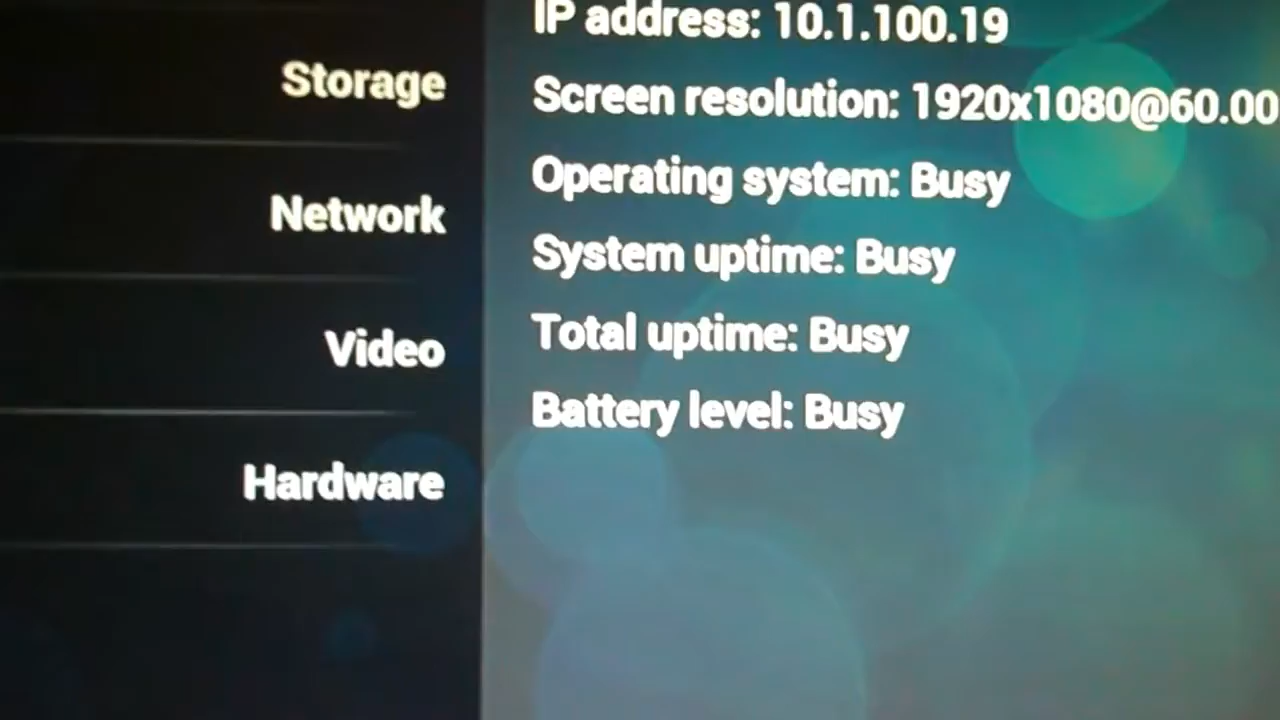 Storage
Network
Video
Hardware
IP address: 10.1.100.19
Screen resolution: 1920x1080@60.00
Operating system: Busy
System uptime: Busy
Total uptime: Busy
Battery level: Busy